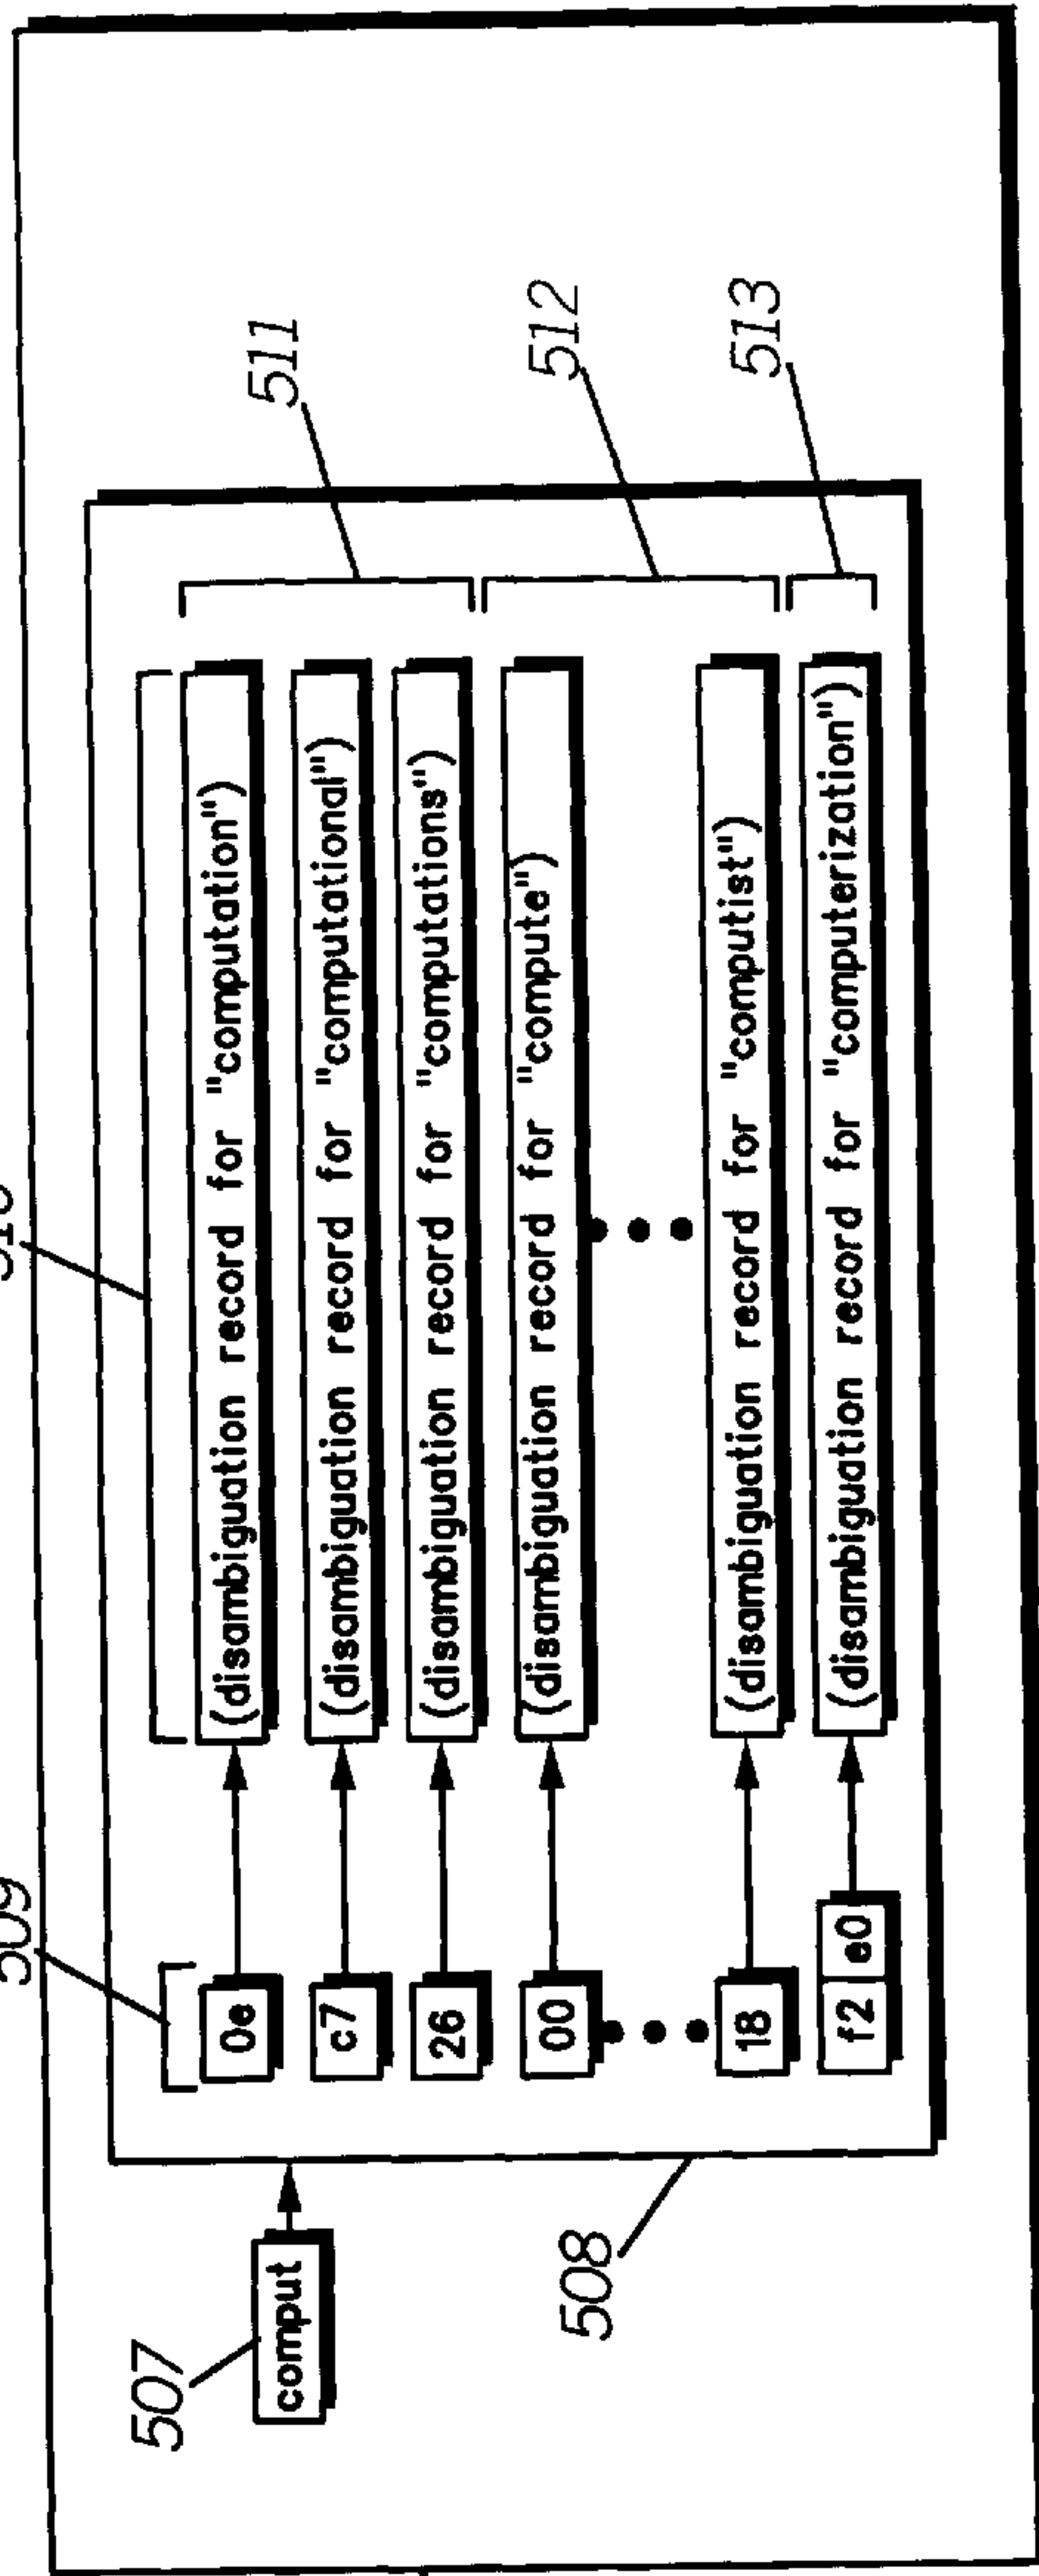 509
507
comput
508
0e (disambiguation record for "computation")
c7 (disambiguation record for "computational")
26 (disambiguation record for "computations")
00 (disambiguation record for "compute")
18 (disambiguation record for "computist")
f2 e0 (disambiguation record for "computerization")
511
512
513